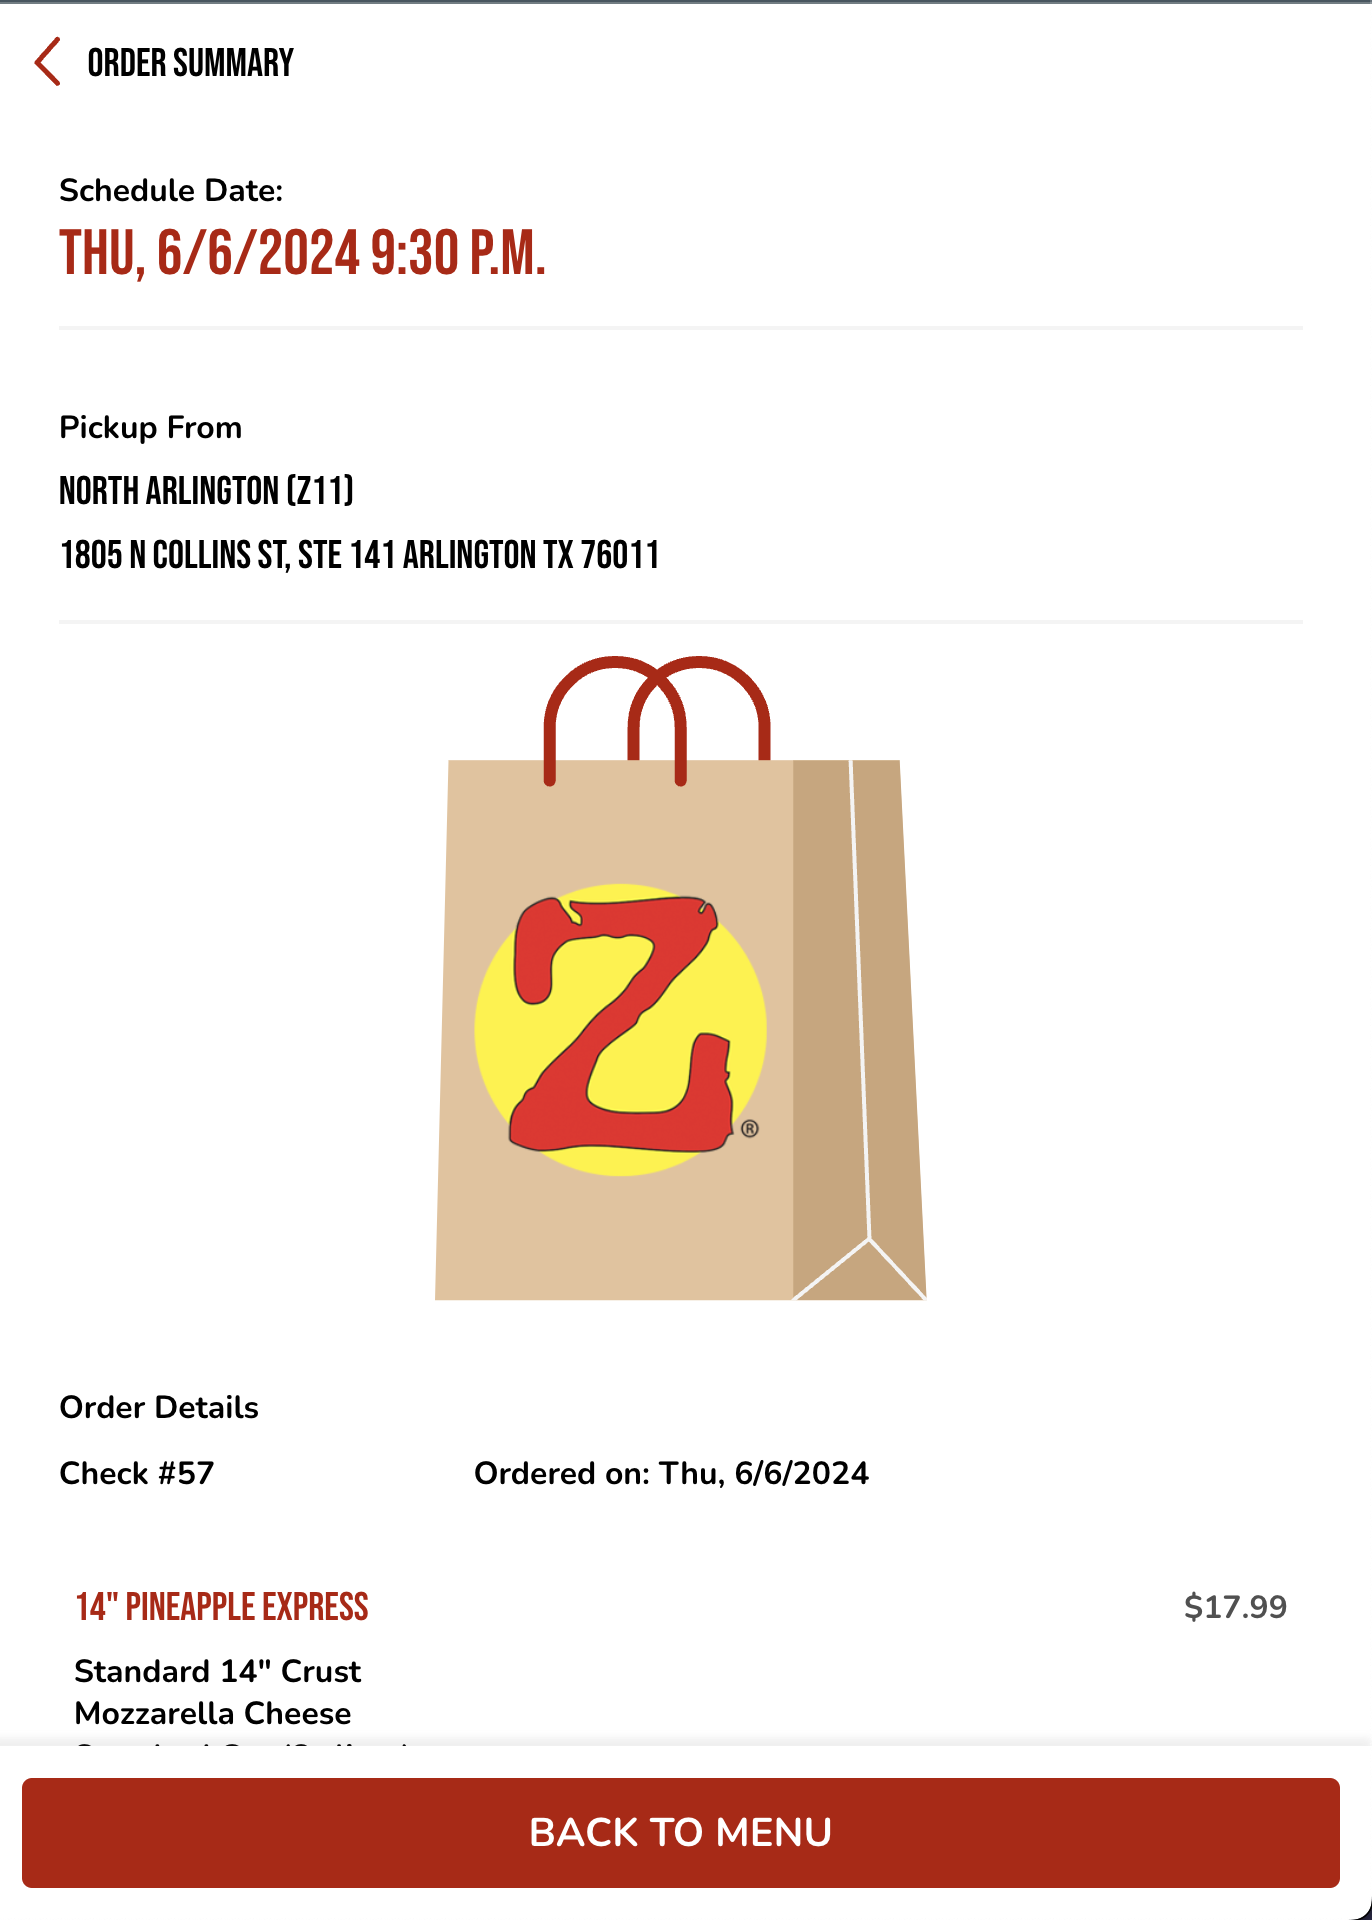 ORDER SUMMARY
Schedule Date:
THU, 6/6/2024 9:30 P.M.
Pickup From
NORTH ARLINGTON (Z11)
1805 N COLLINS ST, STE 141 ARLINGTON TX 76011
Z
®
Order Details
Check #57 Ordered on: Thu, 6/6/2024
14" PINEAPPLE EXPRESS $17.99
Standard 14" Crust
Mozzarella Cheese
BACK TO MENU